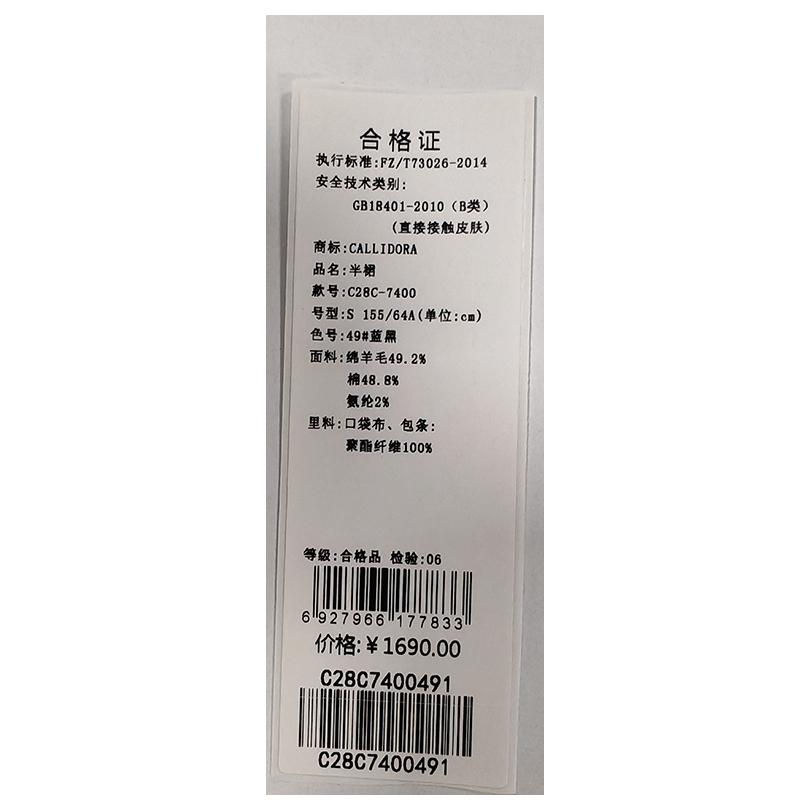 合格证
执行标准:FZ/T73026-2014
安全技术类别:
GB18401-2010（B类）
(直接接触皮肤)
商标:CALLIDORA
品名:半裙
款号:C28C-7400
号型:S 155/64A(单位:cm)
色号:49#蓝黑
面料:绵羊毛49.2%
棉48.8%
氨纶2%
里料:口袋布、包条:
聚酯纤维100%
等级:合格品 检验:06
6 927966 177833
价格:￥1690.00
C28C7400491
C28C7400491